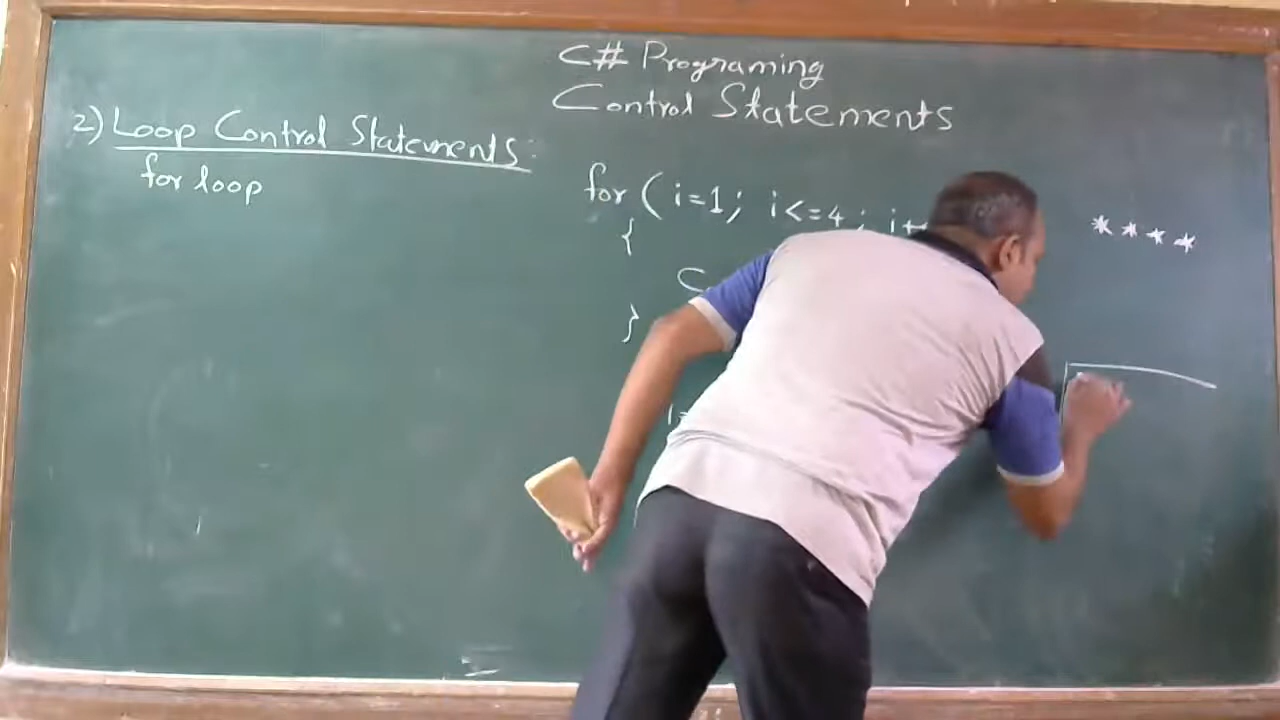 C# Programing
Control Statements
2) Loop Control Statements:
for loop
for ( i=1; i<=4; i+
{
C
}
* * * *